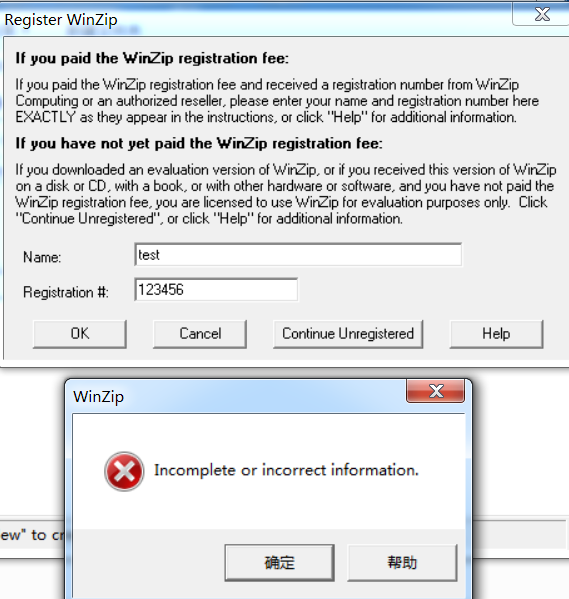 Register WinZip
If you paid the WinZip registration fee:
If you paid the WinZip registration fee and received a registration number from WinZip
Computing or an authorized reseller, please enter your name and registration number here
EXACTLY as they appear in the instructions, or click "Help" for additional information.
If you have not yet paid the WinZip registration fee:
If you downloaded an evaluation version of WinZip, or if you received this version of WinZip
on a disk or CD, with a book, or with other hardware or software, and you have not paid the
WinZip registration fee, you are licensed to use WinZip for evaluation purposes only.  Click
"Continue Unregistered", or click "Help" for additional information.
Name: test
Registration #: 123456
OK Cancel Continue Unregistered Help
WinZip
Incomplete or incorrect information.
ew" to cr
确定 帮助